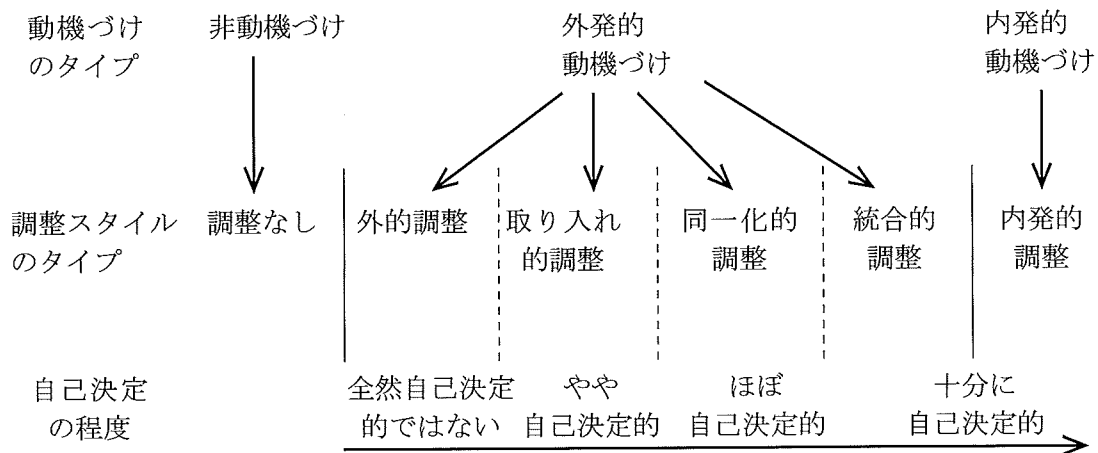 動機づけ
のタイプ
非動機づけ
外発的
動機づけ
内発的
動機づけ
調整スタイル
のタイプ
調整なし
外的調整
取り入れ
的調整
同一化的
調整
統合的
調整
内発的
調整
自己決定
の程度
全然自己決定
的ではない
やや
自己決定的
ほぼ
自己決定的
十分に
自己決定的